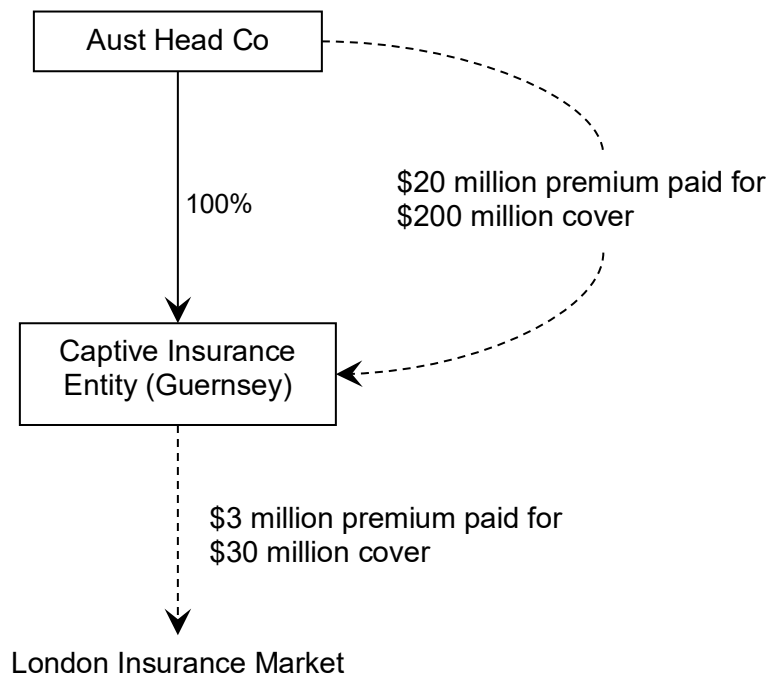 Aust Head Co
100%
$20 million premium paid for
$200 million cover
Captive Insurance
Entity (Guernsey)
$3 million premium paid for
$30 million cover
London Insurance Market